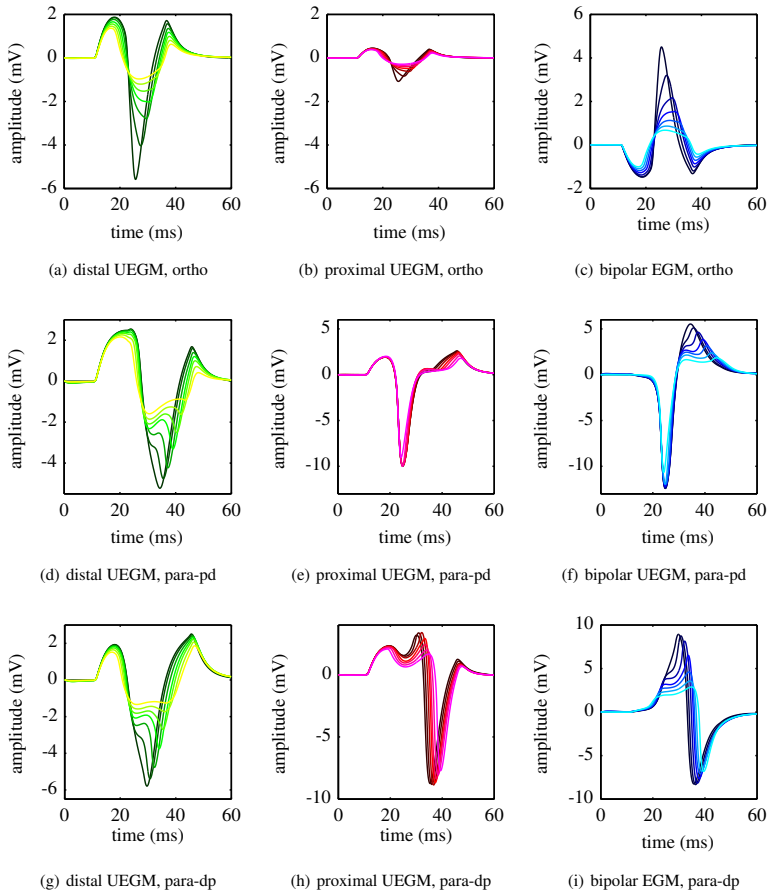 2
0
-2
-4
-6
0 20 40 60
amplitude (mV)
time (ms)
(a) distal UEGM, ortho
2
0
-2
-4
-6
0 20 40 60
amplitude (mV)
time (ms)
(b) proximal UEGM, ortho
6
4
2
0
-2
0 20 40 60
amplitude (mV)
time (ms)
(c) bipolar EGM, ortho
2
0
-2
-4
0 20 40 60
amplitude (mV)
time (ms)
(d) distal UEGM, para-pd
5
0
-5
-10
0 20 40 60
amplitude (mV)
time (ms)
(e) proximal UEGM, para-pd
5
0
-5
-10
0 20 40 60
amplitude (mV)
time (ms)
(f) bipolar UEGM, para-pd
2
0
-2
-4
-6
0 20 40 60
amplitude (mV)
time (ms)
(g) distal UEGM, para-dp
5
0
-5
-10
0 20 40 60
amplitude (mV)
time (ms)
(h) proximal UEGM, para-dp
10
5
0
-5
-10
0 20 40 60
amplitude (mV)
time (ms)
(i) bipolar EGM, para-dp